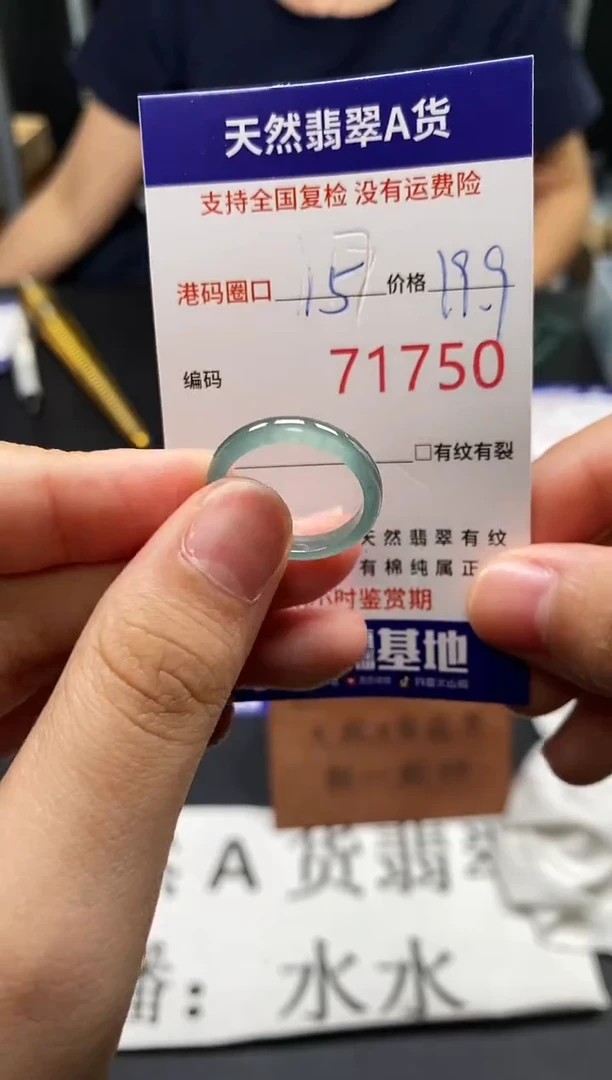 天然翡翠A货
支持全国复检 没有运费险
港码圈口 15 价格 199
编码 71750
□有纹有裂
天然翡翠有纹
有棉纯属正
小时鉴赏期
基地
A 货翡翠
播：水水